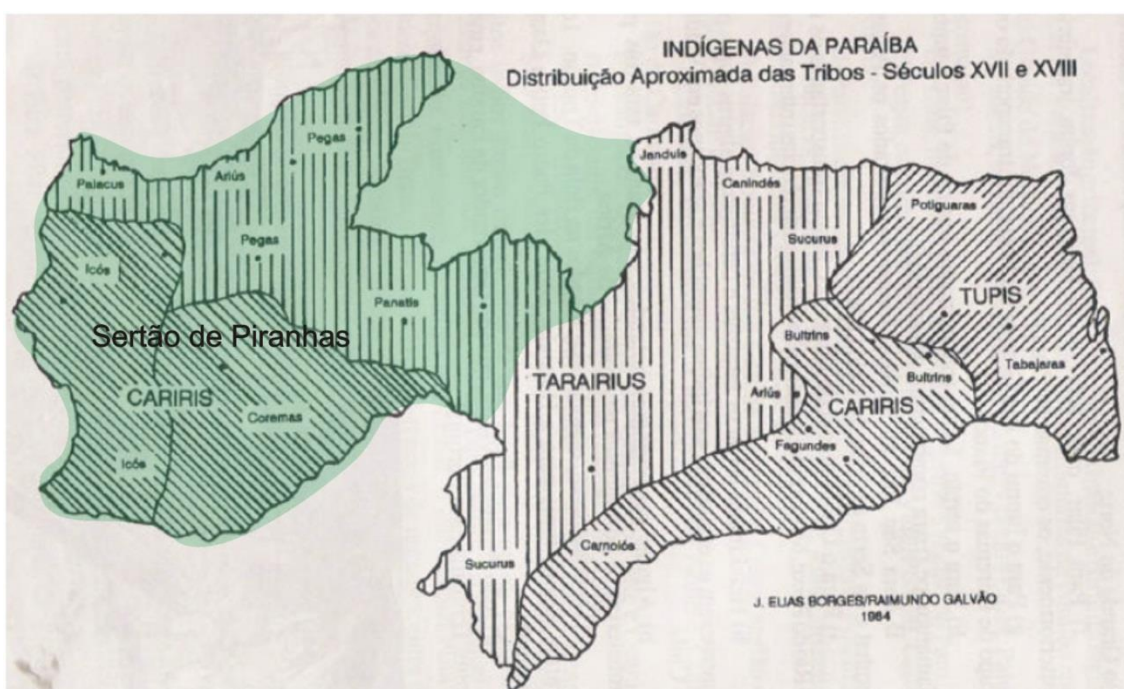 INDÍGENAS DA PARAÍBA
Distribuição Aproximada das Tribos - Séculos XVII e XVIII
Pegas
Janduis
Palacus
Ariús
Canindés
Potiguaras
Pegas
Sucurus
Icós
Panatis
TUPIS
Sertão de Piranhas
Bultrins
Tabajaras
Bultrins
TARAIRIUS
CARIRIS
Ariús
CARIRIS
Coremas
Fagundes
Icós
Carnoiós
Sucurus
J. ELIAS BORGES/RAIMUNDO GALVÃO
1984